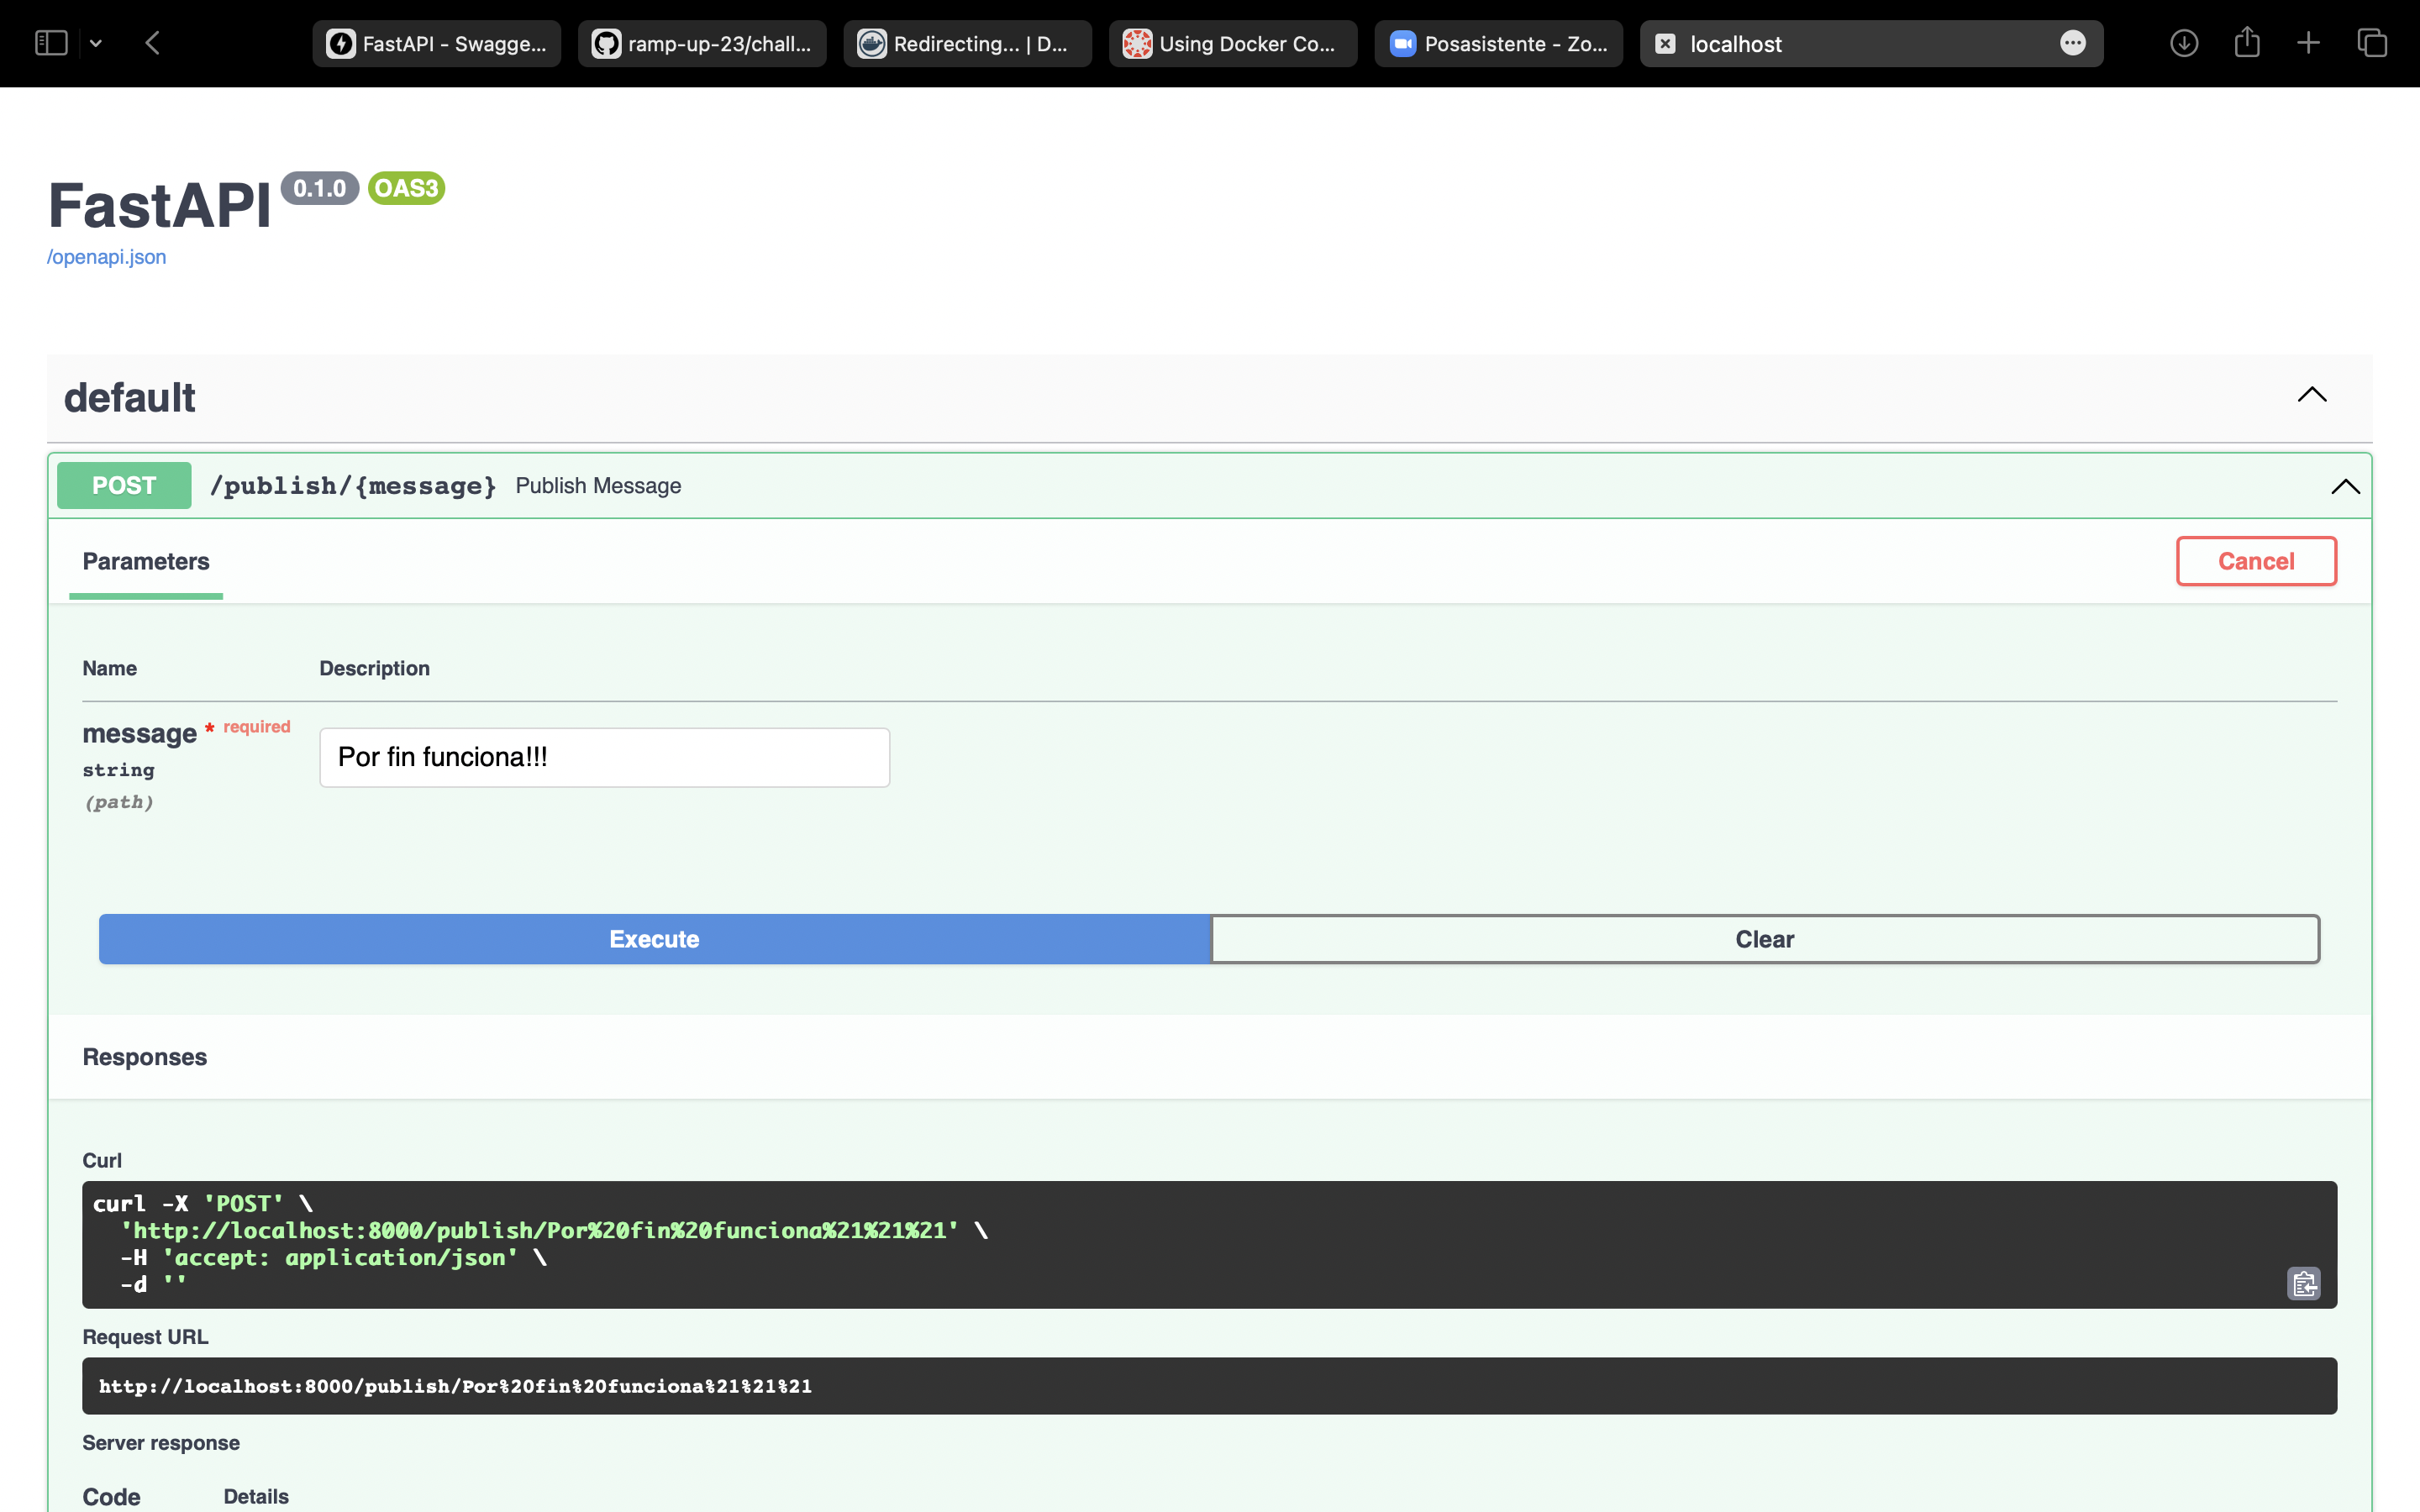 FastAPI - Swagge...
ramp-up-23/chall...
Redirecting... | D...
Using Docker Co...
Posasistente - Zo...
localhost
FastAPI 0.1.0 OAS3
/openapi.json
default
POST /publish/{message} Publish Message
Parameters
Cancel
Name Description
message * required
string
(path)
Por fin funciona!!!
Execute
Clear
Responses
Curl
curl -X 'POST' \
'http://localhost:8000/publish/Por%20fin%20funciona%21%21%21' \
-H 'accept: application/json' \
-d ''
Request URL
http://localhost:8000/publish/Por%20fin%20funciona%21%21%21
Server response
Code Details